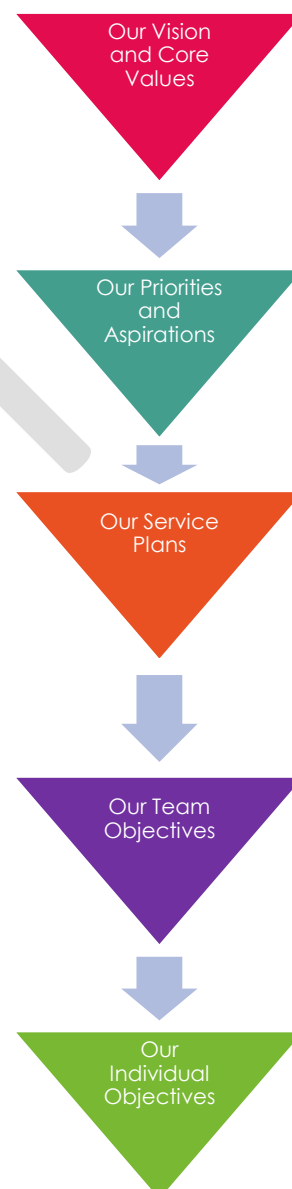 Our Vision
and Core
Values
Our Priorities
and
Aspirations
Our Service
Plans
Our Team
Objectives
Our
Individual
Objectives